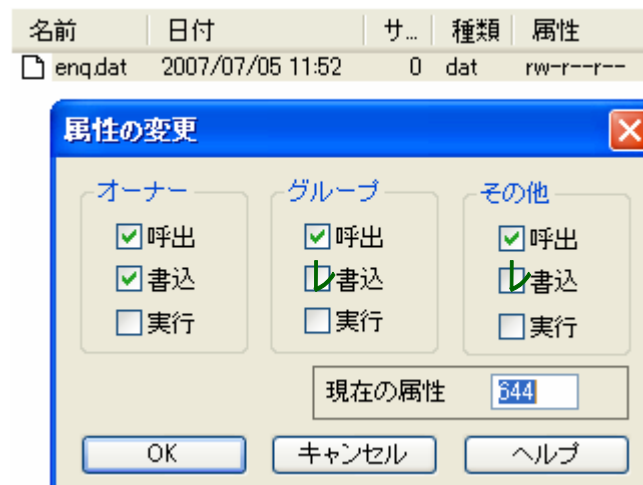 名前 日付 サ... 種類 属性
enq.dat 2007/07/05 11:52 0 dat rw-r--r--
属性の変更
オーナー グループ その他
呼出 呼出 呼出
書込 書込 書込
実行 実行 実行
現在の属性 644
OK キャンセル ヘルプ